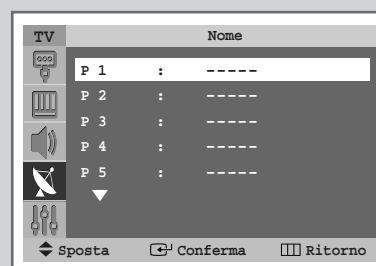 TV Nome
P 1 : -----
P 2 : -----
P 3 : -----
P 4 : -----
P 5 : -----
Sposta Conferma Ritorno